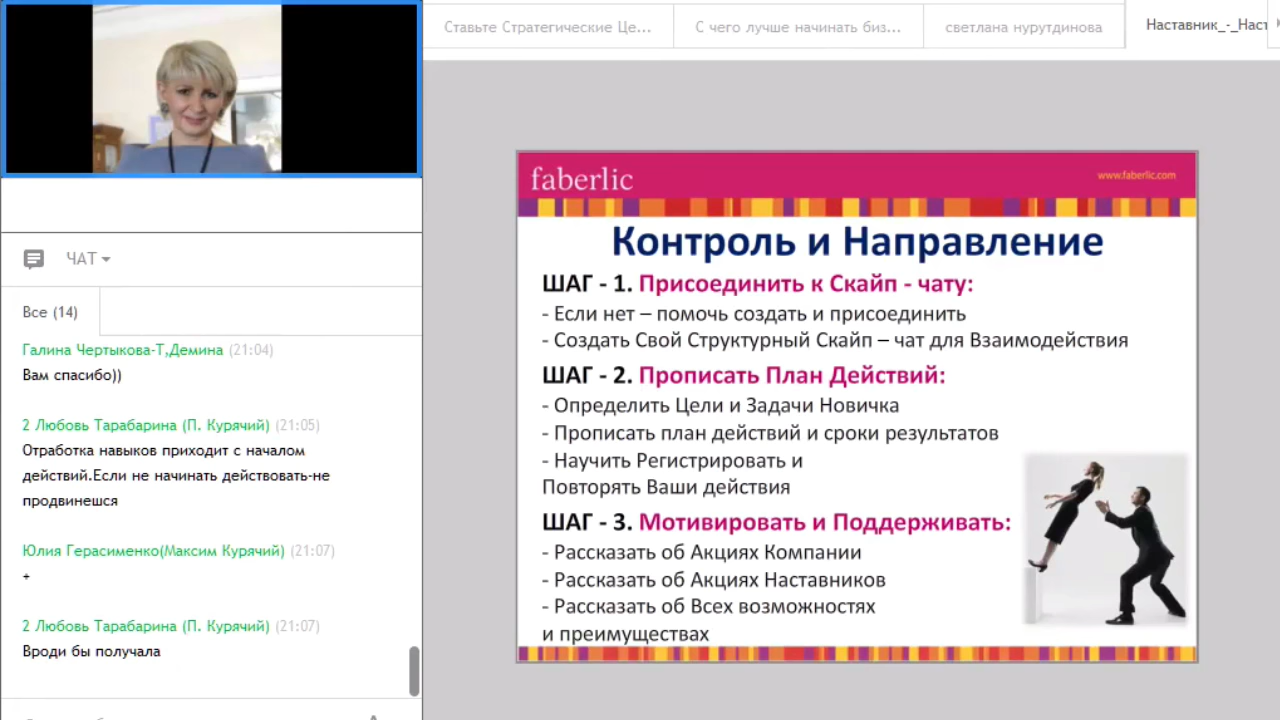 Ставьте Стратегические Це...
С чего лучше начинать биз...
светлана нурутдинова
Наставник_-_Наст
ЧАТ
Все (14)
Галина Чертыкова-Т,Демина (21:04)
Вам спасибо))
2 Любовь Тарабарина (П. Курячий) (21:05)
Отработка навыков приходит с началом
действий.Если не начинать действовать-не
продвинешся
Юлия Герасименко(Максим Курячий) (21:07)
+
2 Любовь Тарабарина (П. Курячий) (21:07)
Вроди бы получала
faberlic
www.faberlic.com
Контроль и Направление
ШАГ - 1. Присоединить к Скайп - чату:
- Если нет – помочь создать и присоединить
- Создать Свой Структурный Скайп – чат для Взаимодействия
ШАГ - 2. Прописать План Действий:
- Определить Цели и Задачи Новичка
- Прописать план действий и сроки результатов
- Научить Регистрировать и
Повторять Ваши действия
ШАГ - 3. Мотивировать и Поддерживать:
- Рассказать об Акциях Компании
- Рассказать об Акциях Наставников
- Рассказать об Всех возможностях
и преимуществах